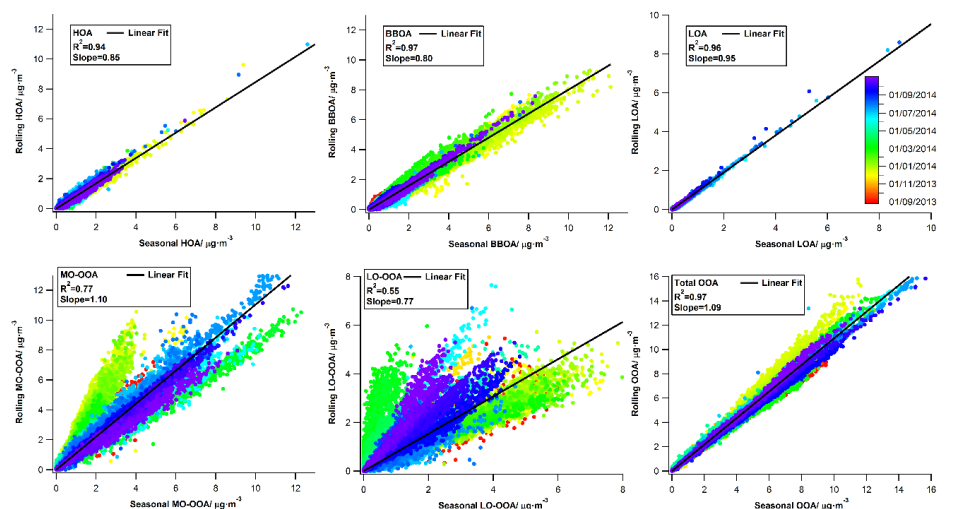 HOA — Linear Fit
R²=0.94
Slope=0.85
12
10
8
6
4
2
0
Rolling HOA/ μg·m⁻³
0 2 4 6 8 10 12
Seasonal HOA/ μg·m⁻³
BBOA — Linear Fit
R²=0.97
Slope=0.80
12
10
8
6
4
2
0
Rolling BBOA/ μg·m⁻³
0 2 4 6 8 10 12
Seasonal BBOA/ μg·m⁻³
LOA — Linear Fit
R²=0.96
Slope=0.95
10
8
6
4
2
0
Rolling LOA/ μg·m⁻³
0 2 4 6 8 10
Seasonal LOA/ μg·m⁻³
01/09/2014
01/07/2014
01/05/2014
01/03/2014
01/01/2014
01/11/2013
01/09/2013
MO-OOA — Linear Fit
R²=0.77
Slope=1.10
12
10
8
6
4
2
0
Rolling MO-OOA/ μg·m⁻³
0 2 4 6 8 10 12
Seasonal MO-OOA/ μg·m⁻³
LO-OOA — Linear Fit
R²=0.55
Slope=0.77
8
6
4
2
0
Rolling LO-OOA/ μg·m⁻³
0 2 4 6 8
Seasonal LO-OOA/ μg·m⁻³
Total OOA — Linear Fit
R²=0.97
Slope=1.09
16
14
12
10
8
6
4
2
0
Rolling OOA/ μg·m⁻³
0 2 4 6 8 10 12 14 16
Seasonal OOA/ μg·m⁻³